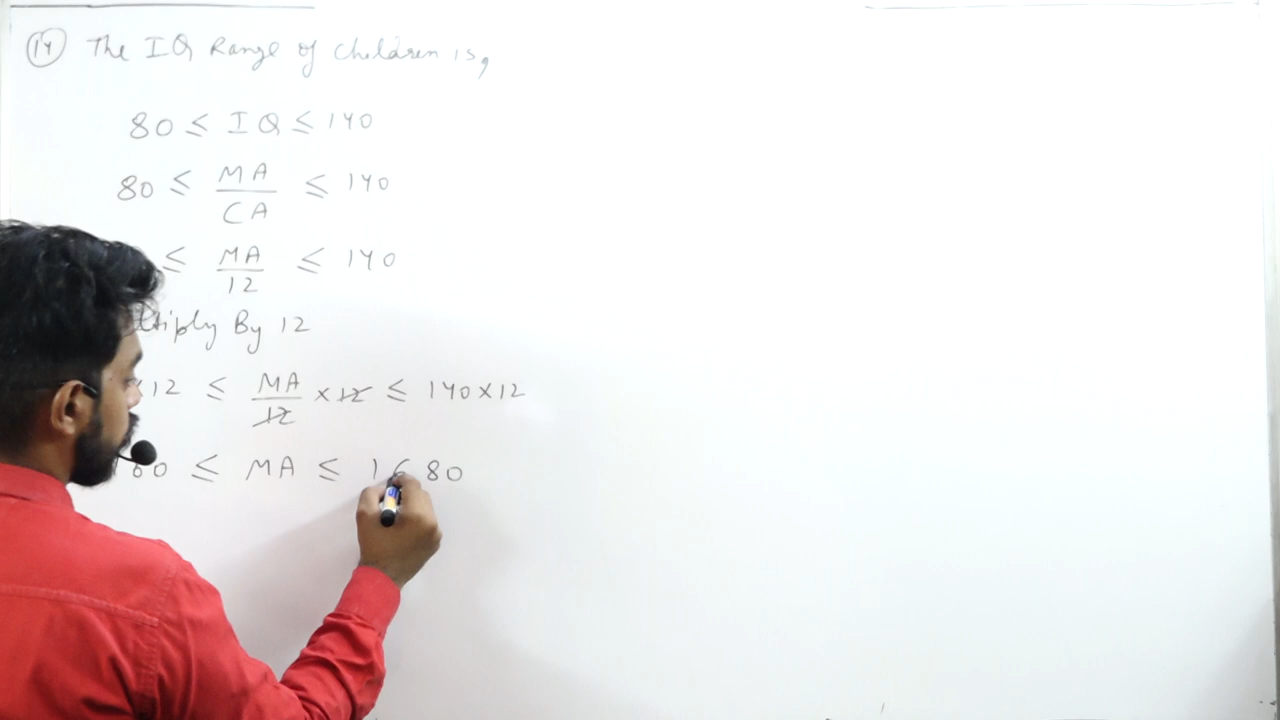 14 The IQ Range of children is,
80 ≤ IQ ≤ 140
80 ≤ MA/CA ≤ 140
≤ MA/12 ≤ 140
ltiply By 12
×12 ≤ MA/12 × 12 ≤ 140×12
60 ≤ MA ≤ 1680